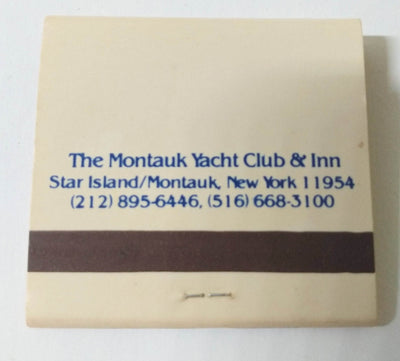 The Montauk Yacht Club & Inn
Star Island/Montauk, New York 11954
(212) 895-6446, (516) 668-3100